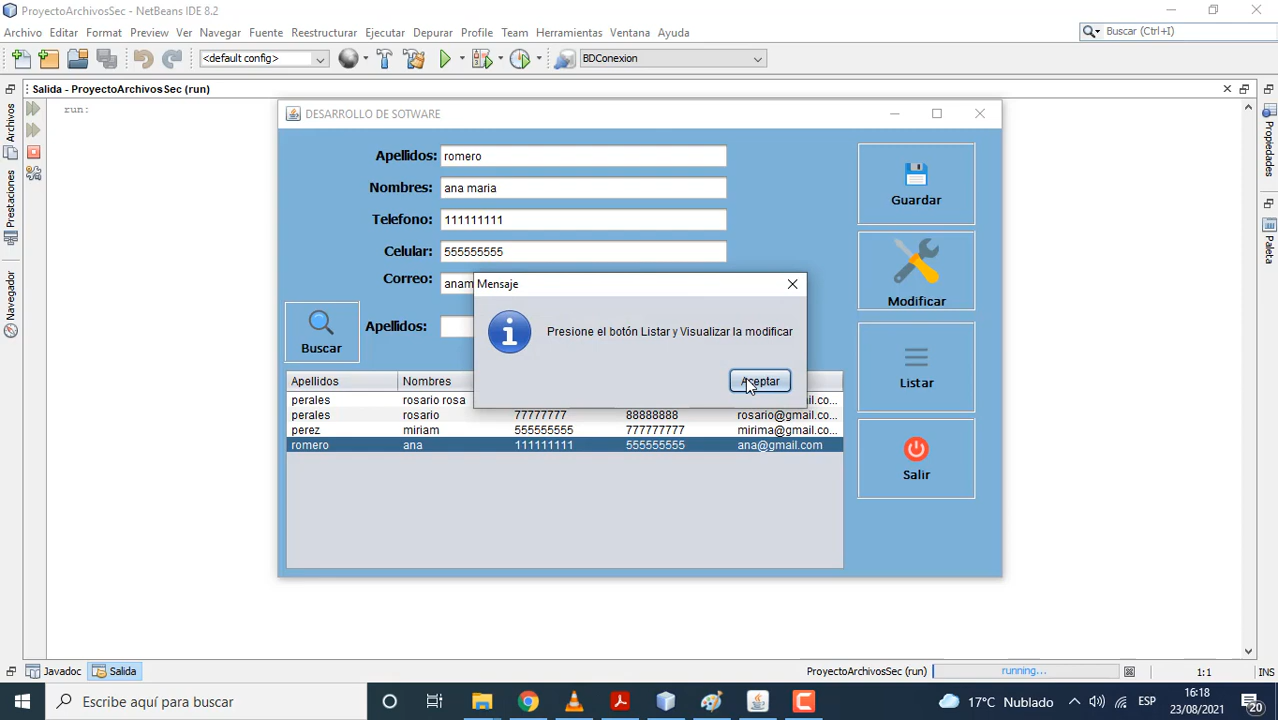 ProyectoArchivosSec - NetBeans IDE 8.2
Archivo Editar Format Preview Ver Navegar Fuente Reestructurar Ejecutar Depurar Profile Team Herramientas Ventana Ayuda
Buscar (Ctrl+I)
<default config>
BDConexion
Salida - ProyectoArchivosSec (run)
run:
Archivos
Prestaciones
Navegador
Propiedades
Paleta
DESARROLLO DE SOTWARE
Apellidos: romero
Nombres: ana maria
Telefono: 111111111
Celular: 555555555
Correo: anam
Apellidos:
Buscar
Guardar
Modificar
Listar
Salir
Mensaje
Presione el botón Listar y Visualizar la modificar
Aceptar
Apellidos Nombres
perales rosario rosa il.co...
perales rosario 77777777 88888888 rosario@gmail.co...
perez miriam 555555555 777777777 mirima@gmail.co...
romero ana 111111111 555555555 ana@gmail.com
Javadoc Salida
ProyectoArchivosSec (run) running... 1:1 INS
Escribe aquí para buscar
17°C Nublado ESP 16:18
23/08/2021 20